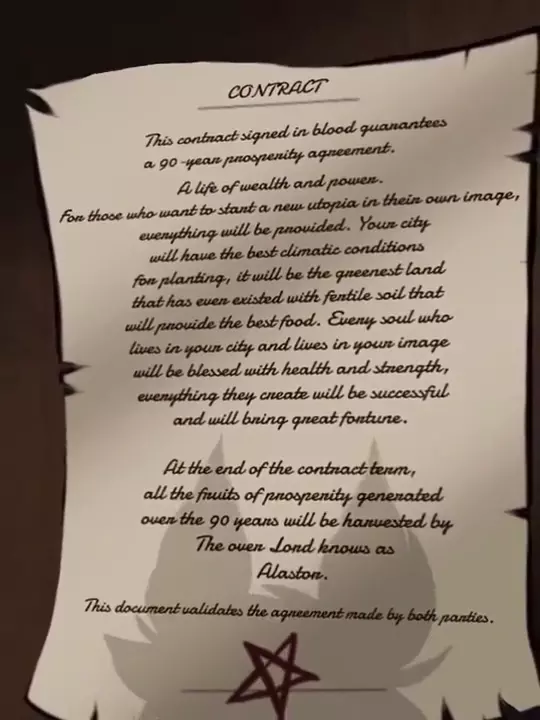 CONTRACT
This contract signed in blood guarantees
a 90-year prosperity agreement.
A life of wealth and power.
For those who want to start a new utopia in their own image,
everything will be provided. Your city
will have the best climatic conditions
for planting, it will be the greenest land
that has ever existed with fertile soil that
will provide the best food. Every soul who
lives in your city and lives in your image
will be blessed with health and strength,
everything they create will be successful
and will bring great fortune.
At the end of the contract term,
all the fruits of prosperity generated
over the 90 years will be harvested by
The over Lord knows as
Alastor.
This document validates the agreement made by both parties.